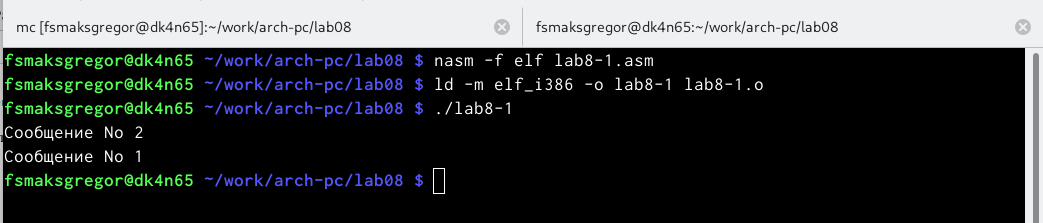 mc [fsmaksgregor@dk4n65]:~/work/arch-pc/lab08
fsmaksgregor@dk4n65:~/work/arch-pc/lab08
fsmaksgregor@dk4n65 ~/work/arch-pc/lab08 $ nasm -f elf lab8-1.asm
fsmaksgregor@dk4n65 ~/work/arch-pc/lab08 $ ld -m elf_i386 -o lab8-1 lab8-1.o
fsmaksgregor@dk4n65 ~/work/arch-pc/lab08 $ ./lab8-1
Сообщение No 2
Сообщение No 1
fsmaksgregor@dk4n65 ~/work/arch-pc/lab08 $